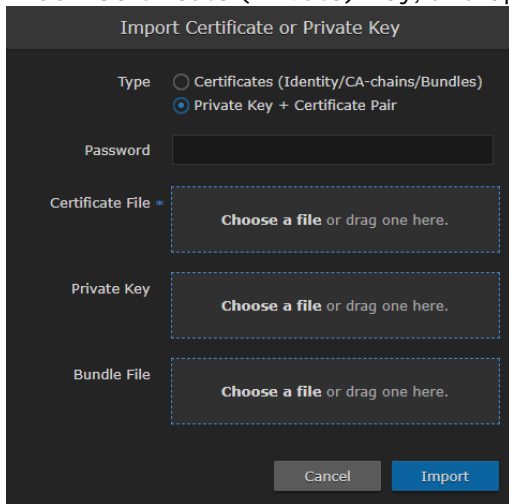 Import Certificate or Private Key
Type
Certificates (Identity/CA-chains/Bundles)
Private Key + Certificate Pair
Password
Certificate File *
Choose a file or drag one here.
Private Key
Choose a file or drag one here.
Bundle File
Choose a file or drag one here.
Cancel Import